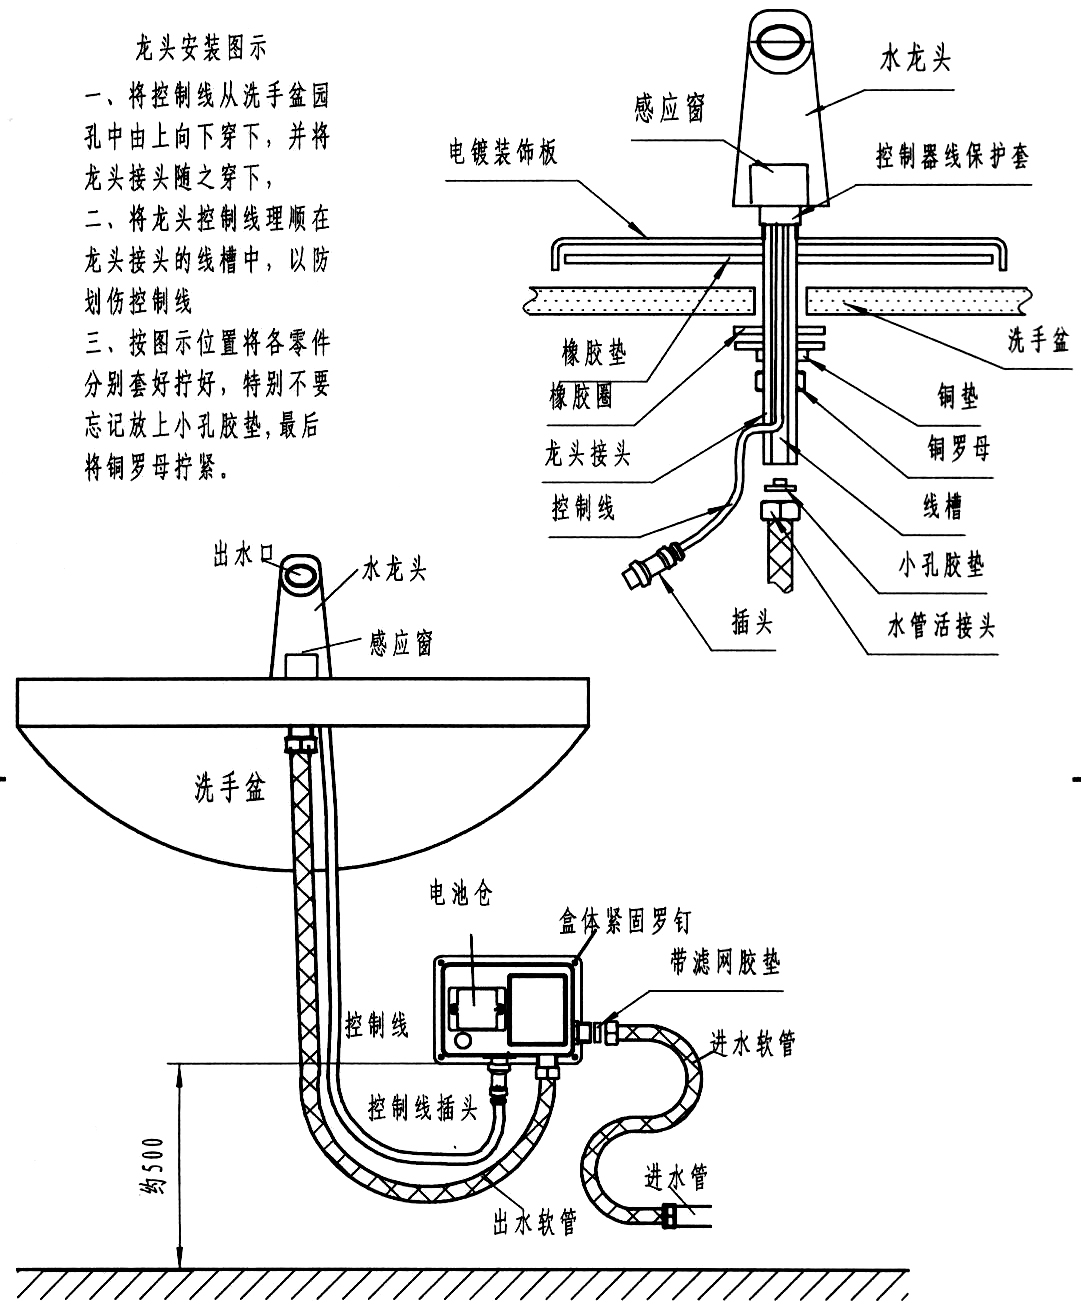 龙头安装图示
一、将控制线从洗手盆园
孔中由上向下穿下，并将
龙头接头随之穿下，
二、将龙头控制线理顺在
龙头接头的线槽中，以防
划伤控制线
三、按图示位置将各零件
分别套好拧好，特别不要
忘记放上小孔胶垫,最后
将铜罗母拧紧。
水龙头
感应窗
电镀装饰板
控制器线保护套
洗手盆
橡胶垫
橡胶圈
铜垫
龙头接头
铜罗母
控制线
线槽
小孔胶垫
插头
水管活接头
出水口
水龙头
感应窗
洗手盆
电池仓
盒体紧固罗钉
带滤网胶垫
控制线
进水软管
控制线插头
约500
进水管
出水软管